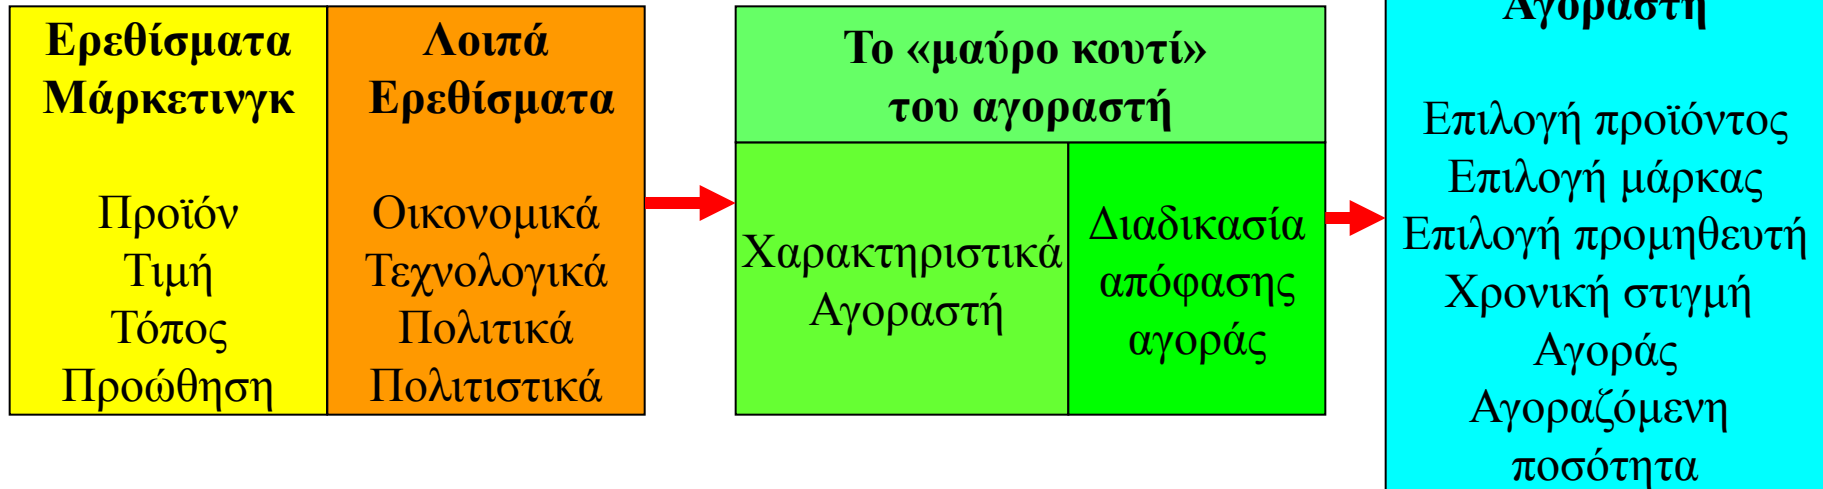 Ερεθίσματα
Μάρκετινγκ
Προϊόν
Τιμή
Τόπος
Προώθηση
Λοιπά
Ερεθίσματα
Οικονομικά
Τεχνολογικά
Πολιτικά
Πολιτιστικά
Το «μαύρο κουτί»
του αγοραστή
Χαρακτηριστικά
Αγοραστή
Διαδικασία
απόφασης
αγοράς
Αγοραστή
Επιλογή προϊόντος
Επιλογή μάρκας
Επιλογή προμηθευτή
Χρονική στιγμή
Αγοράς
Αγοραζόμενη
ποσότητα